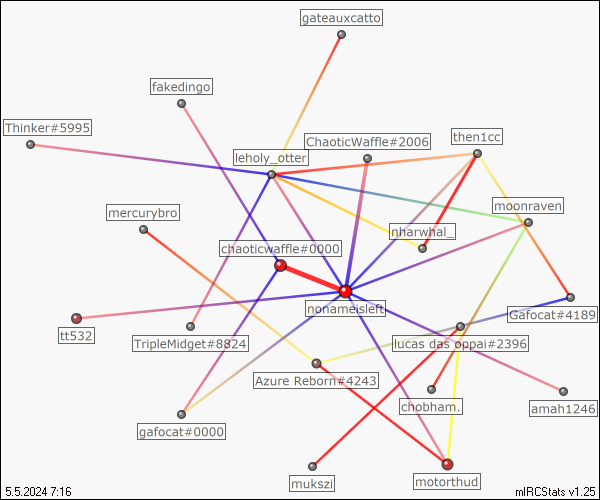 gateauxcatto
fakedingo
Thinker#5995
ChaoticWaffle#2006
then1cc
leholy_otter
moonraven
mercurybro
nharwhal_
chaoticwaffle#0000
nonameisleft
Gafocat#4189
tt532
TripleMidget#8824
lucas das oppai#2396
Azure Reborn#4243
chobham.
amah1246
gafocat#0000
mukszi
motorthud
5.5.2024 7:16
mIRCStats v1.25